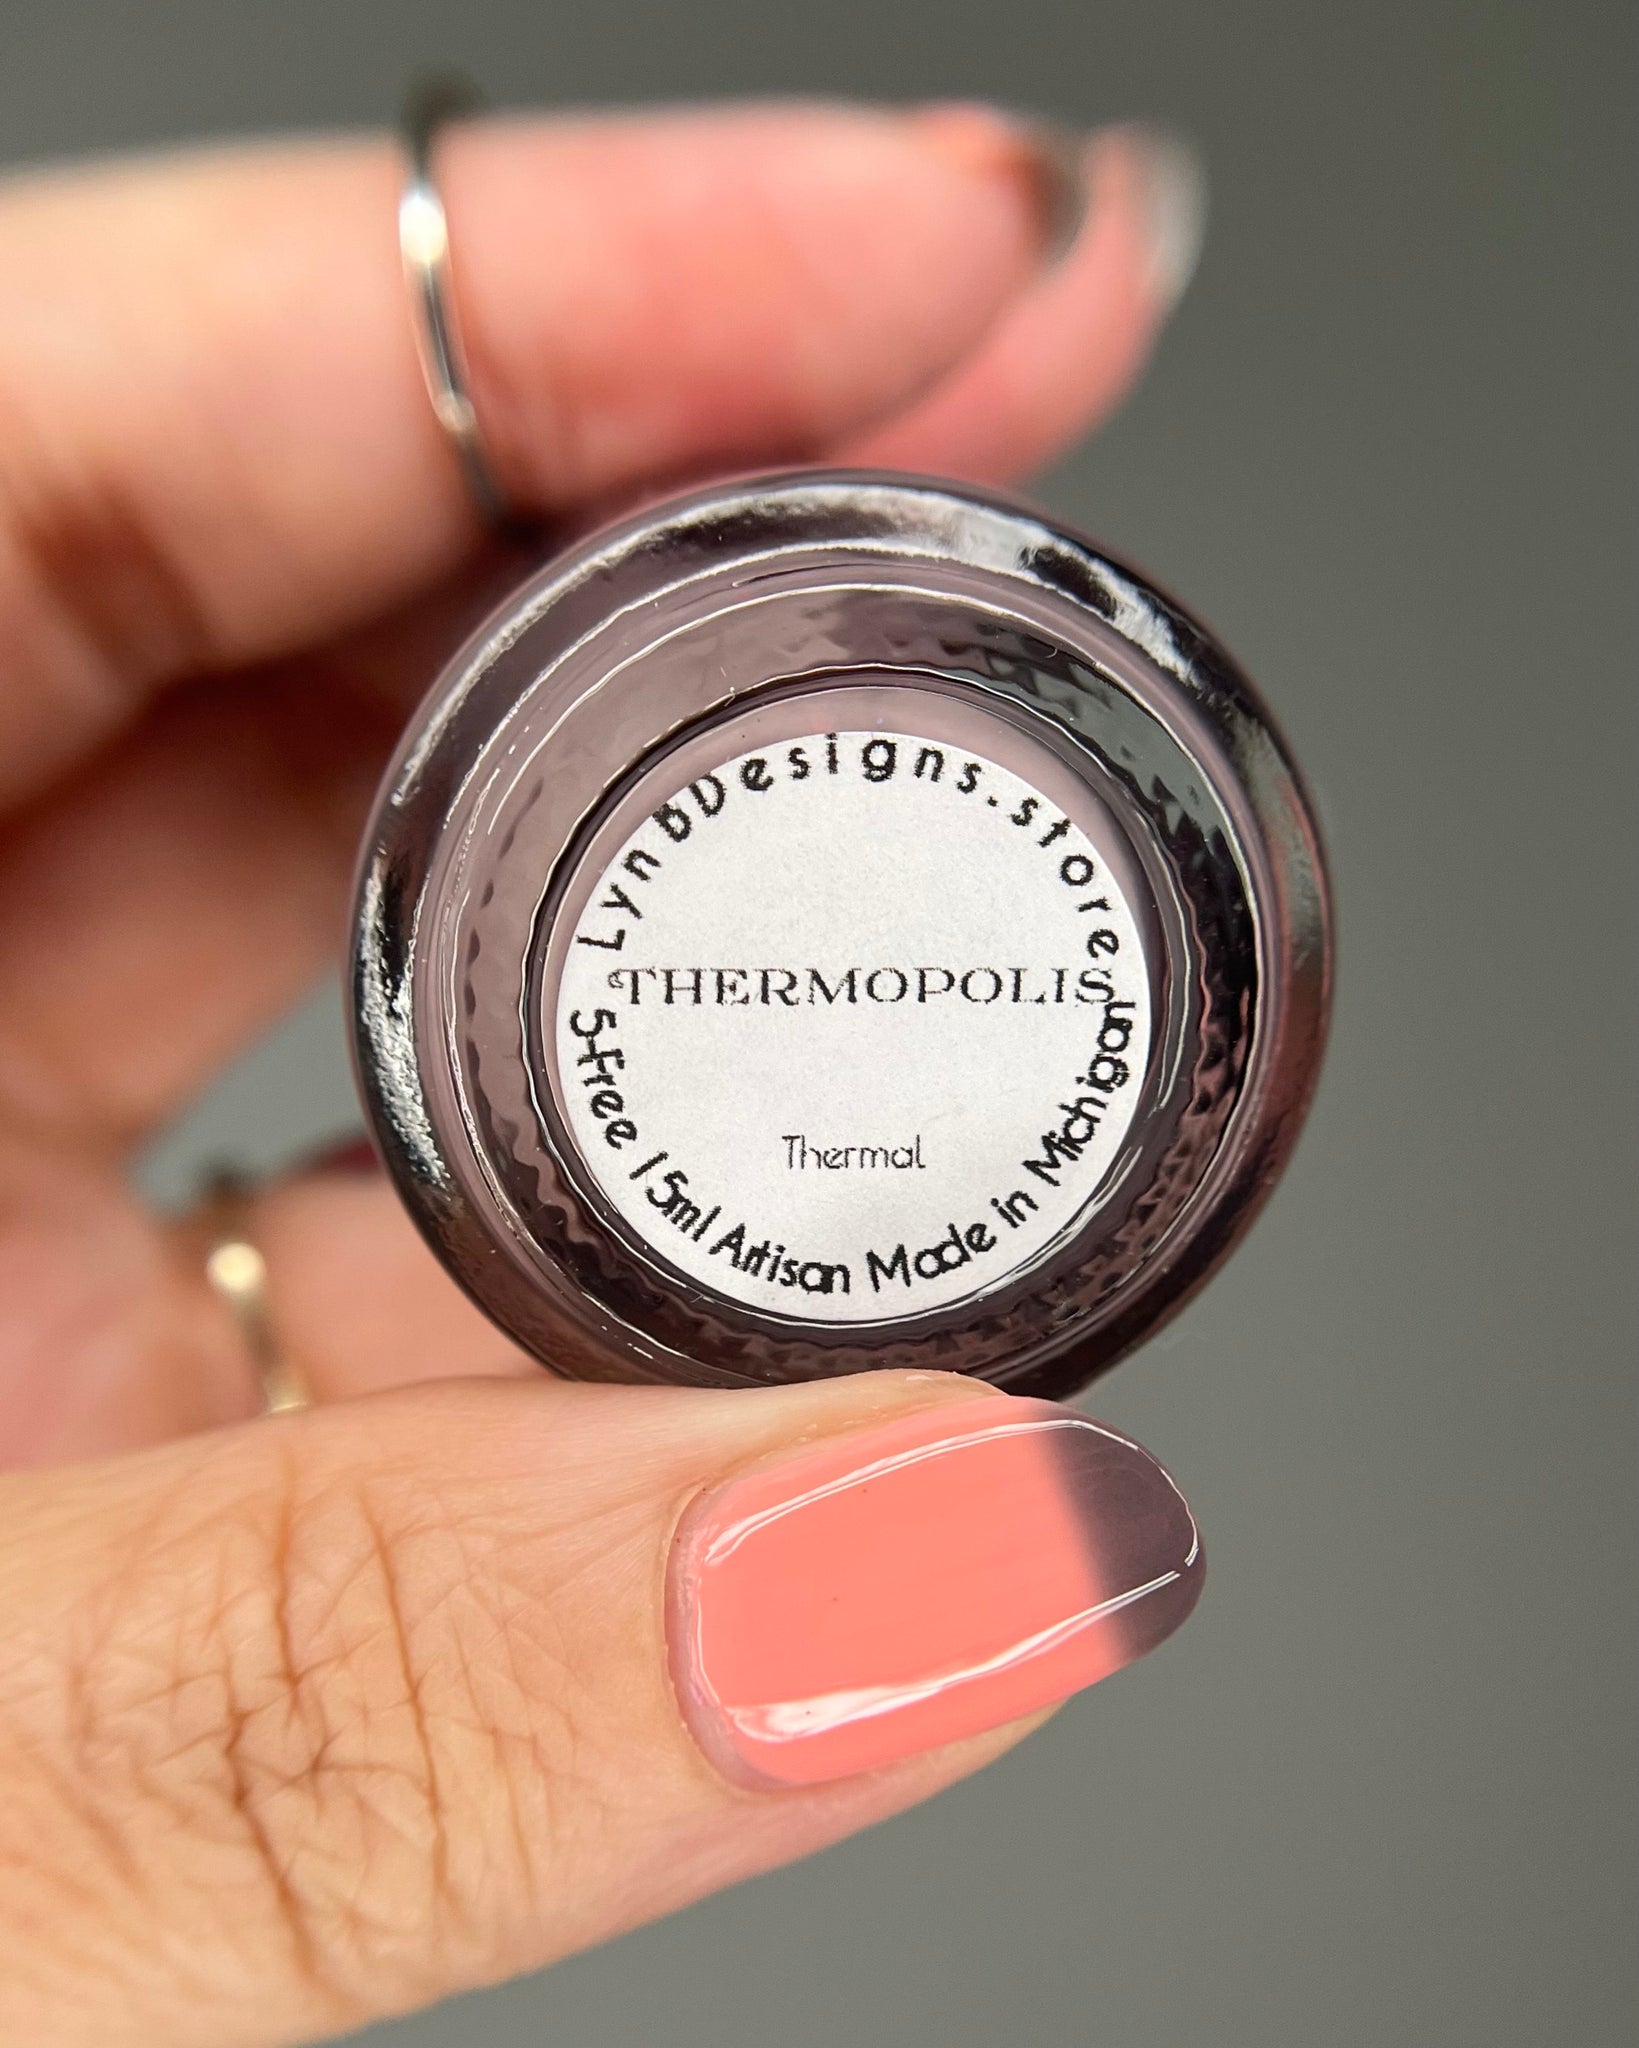 LynBDesigns.store
THERMOPOLIS
Thermal
5-Free 15ml Artisan Made in Michigan